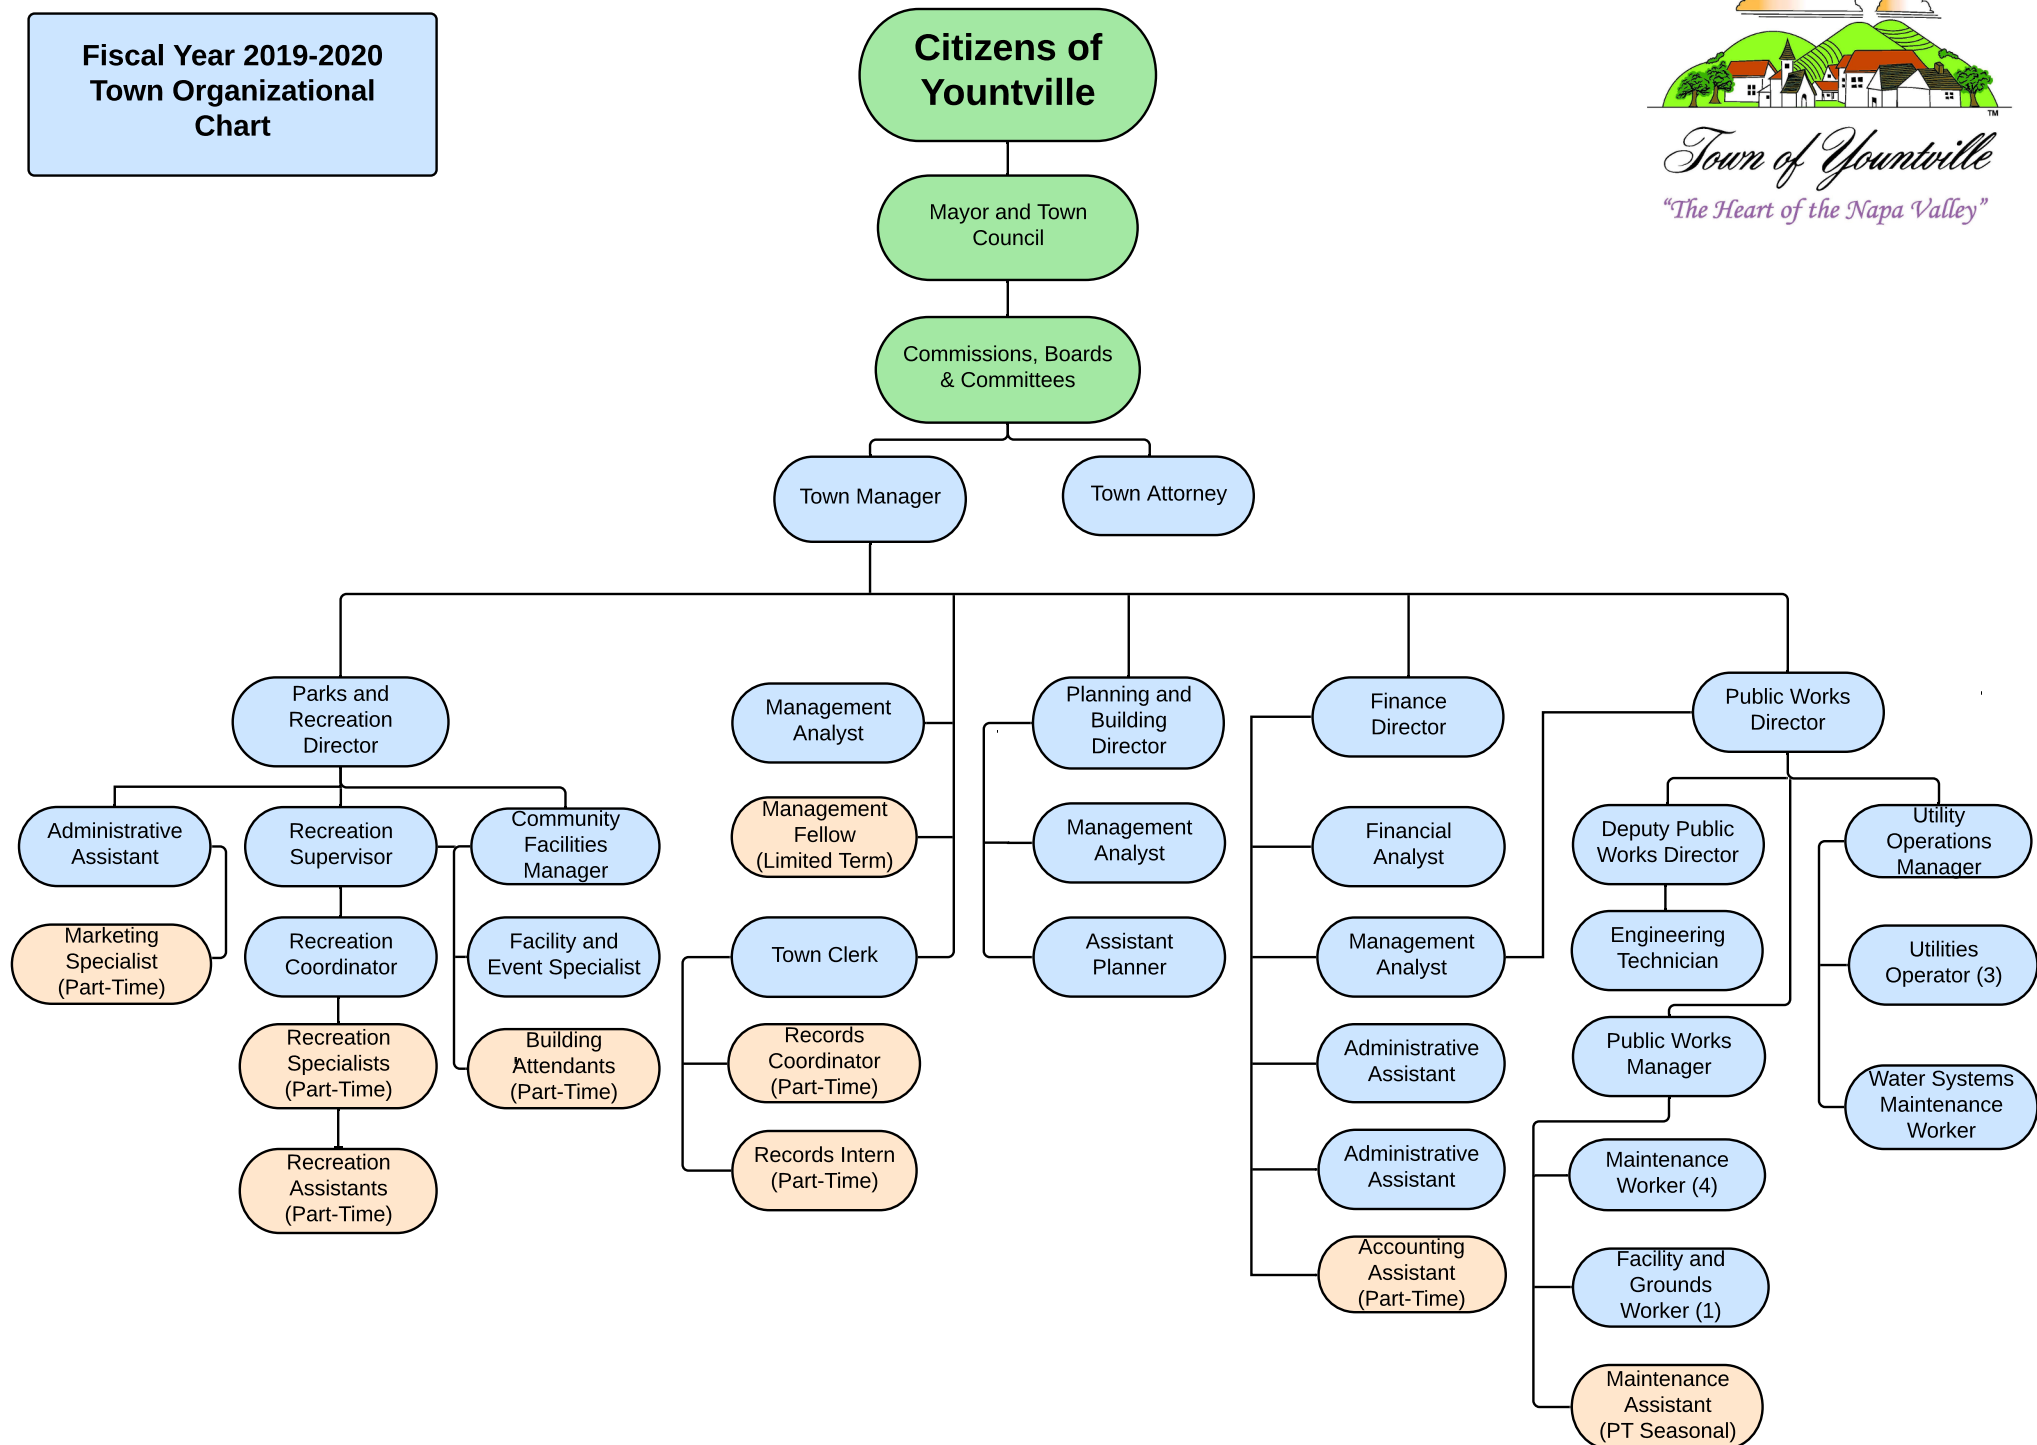 Fiscal Year 2019-2020
Town Organizational
Chart
Citizens of
Yountville
TM
Town of Yountville
“The Heart of the Napa Valley”
Mayor and Town
Council
Commissions, Boards
& Committees
Town Manager
Town Attorney
Parks and
Recreation
Director
Administrative
Assistant
Marketing
Specialist
(Part-Time)
Recreation
Supervisor
Recreation
Coordinator
Recreation
Specialists
(Part-Time)
Recreation
Assistants
(Part-Time)
Community
Facilities
Manager
Facility and
Event Specialist
Building
Attendants
(Part-Time)
Management
Analyst
Management
Fellow
(Limited Term)
Town Clerk
Records
Coordinator
(Part-Time)
Records Intern
(Part-Time)
Planning and
Building
Director
Management
Analyst
Assistant
Planner
Finance
Director
Financial
Analyst
Management
Analyst
Administrative
Assistant
Administrative
Assistant
Accounting
Assistant
(Part-Time)
Public Works
Director
Deputy Public
Works Director
Engineering
Technician
Public Works
Manager
Maintenance
Worker (4)
Facility and
Grounds
Worker (1)
Maintenance
Assistant
(PT Seasonal)
Utility
Operations
Manager
Utilities
Operator (3)
Water Systems
Maintenance
Worker